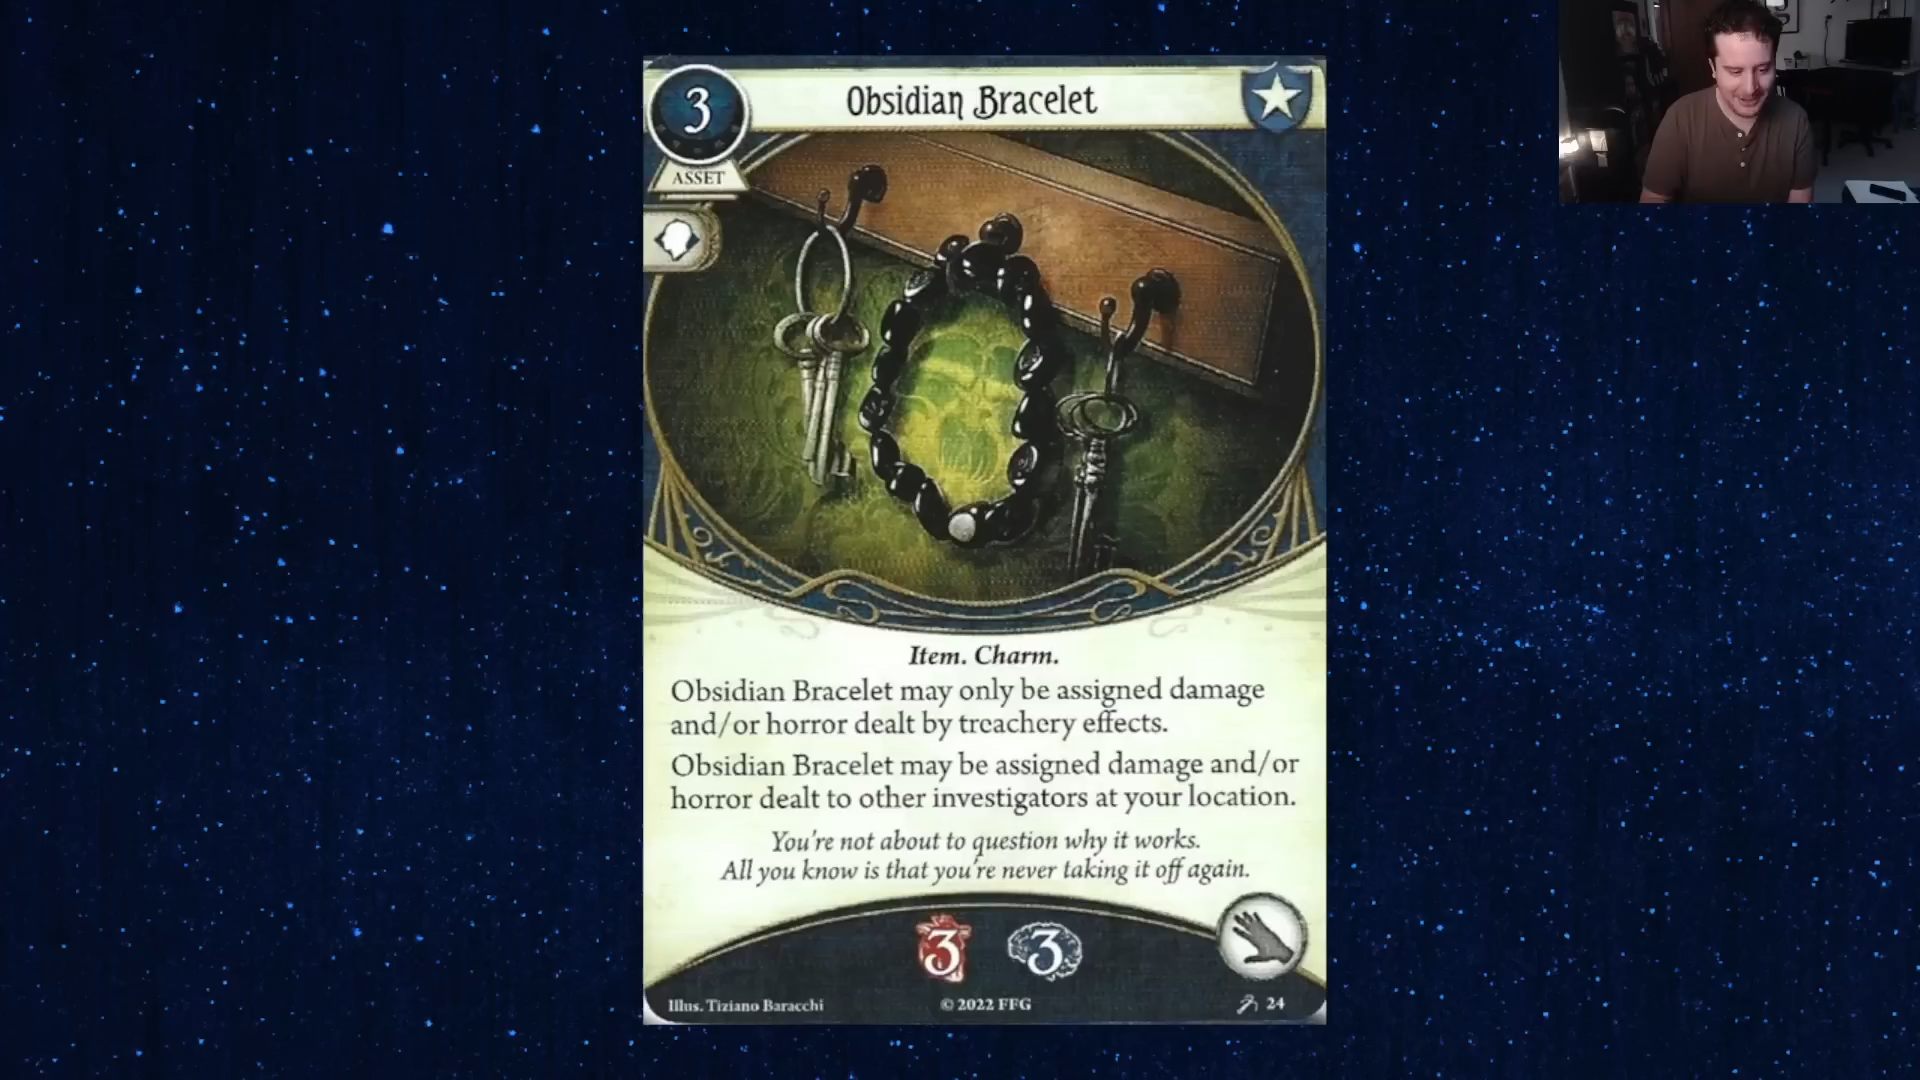 3
Obsidian Bracelet
ASSET
Item. Charm.
Obsidian Bracelet may only be assigned damage
and/or horror dealt by treachery effects.
Obsidian Bracelet may be assigned damage and/or
horror dealt to other investigators at your location.
You're not about to question why it works.
All you know is that you're never taking it off again.
3 3
Illus. Tiziano Baracchi © 2022 FFG 24